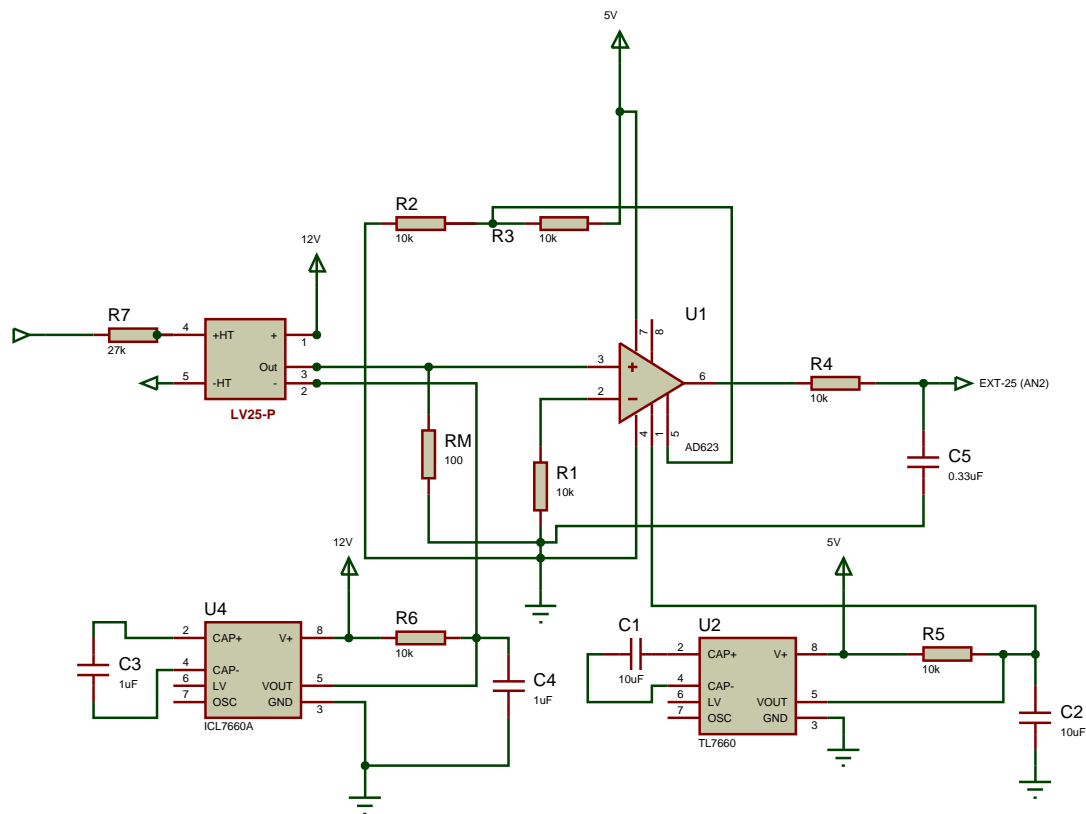 5V
R2
10k
R3
10k
12V
R7
27k
4
+HT
+
1
Out
3
5
-HT
-
2
LV25-P
U1
7
8
3
+
6
2
−
4
1
5
AD623
R4
10k
EXT-25 (AN2)
C5
0.33uF
RM
100
R1
10k
12V
5V
U4
2
CAP+
V+
8
4
CAP-
6
LV
VOUT
5
7
OSC
GND
3
ICL7660A
C3
1uF
R6
10k
C4
1uF
C1
10uF
U2
2
CAP+
V+
8
4
CAP-
6
LV
VOUT
5
7
OSC
GND
3
TL7660
R5
10k
C2
10uF